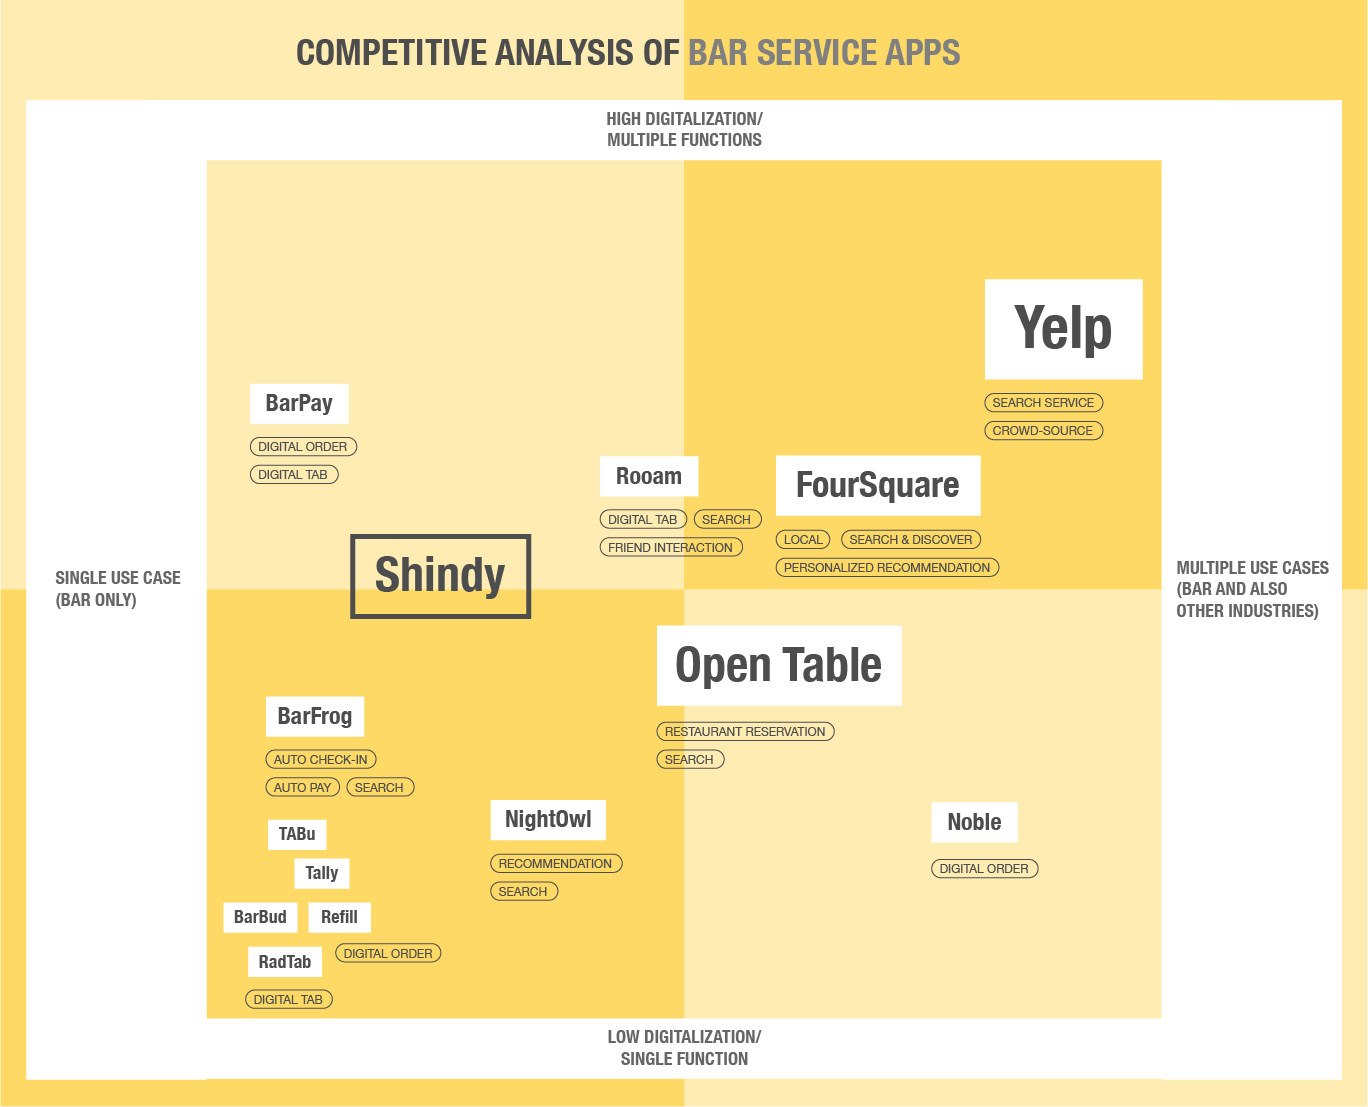 COMPETITIVE ANALYSIS OF BAR SERVICE APPS
HIGH DIGITALIZATION/
MULTIPLE FUNCTIONS
Yelp
SEARCH SERVICE
CROWD-SOURCE
BarPay
DIGITAL ORDER
DIGITAL TAB
Rooam
DIGITAL TAB SEARCH
FRIEND INTERACTION
FourSquare
LOCAL SEARCH & DISCOVER
PERSONALIZED RECOMMENDATION
Shindy
SINGLE USE CASE
(BAR ONLY)
MULTIPLE USE CASES
(BAR AND ALSO
OTHER INDUSTRIES)
Open Table
RESTAURANT RESERVATION
SEARCH
BarFrog
AUTO CHECK-IN
AUTO PAY SEARCH
NightOwl
RECOMMENDATION
SEARCH
Noble
DIGITAL ORDER
TABu
Tally
BarBud Refill
DIGITAL ORDER
RadTab
DIGITAL TAB
LOW DIGITALIZATION/
SINGLE FUNCTION